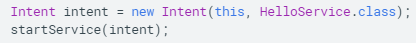 Intent intent = new Intent(this, HelloService.class);
startService(intent);